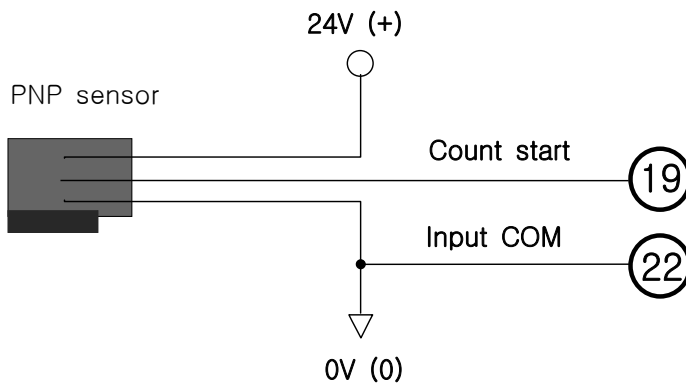 24V (+)
PNP sensor
Count start
19
Input COM
22
0V (0)